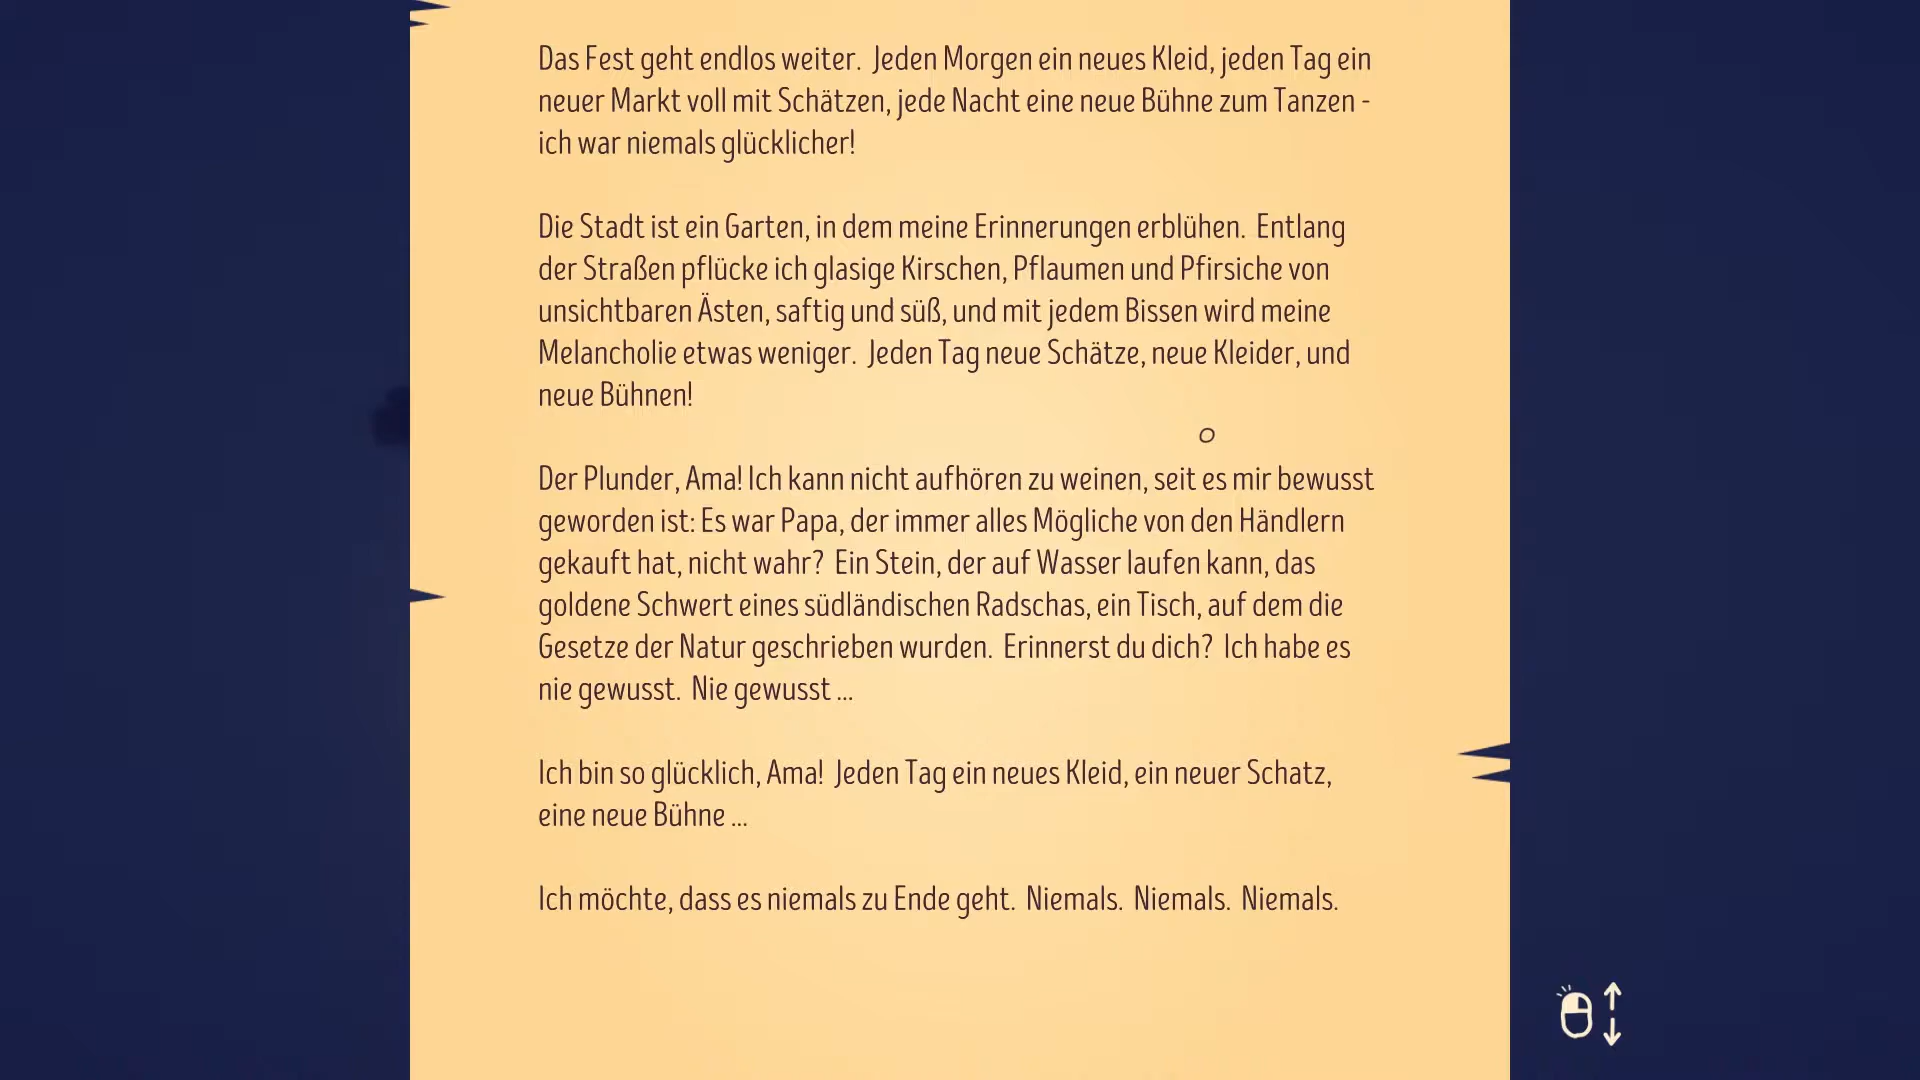 Das Fest geht endlos weiter.  Jeden Morgen ein neues Kleid, jeden Tag ein
neuer Markt voll mit Schätzen, jede Nacht eine neue Bühne zum Tanzen -
ich war niemals glücklicher!
Die Stadt ist ein Garten, in dem meine Erinnerungen erblühen.  Entlang
der Straßen pflücke ich glasige Kirschen, Pflaumen und Pfirsiche von
unsichtbaren Ästen, saftig und süß, und mit jedem Bissen wird meine
Melancholie etwas weniger.  Jeden Tag neue Schätze, neue Kleider, und
neue Bühnen!
Der Plunder, Ama! Ich kann nicht aufhören zu weinen, seit es mir bewusst
geworden ist: Es war Papa, der immer alles Mögliche von den Händlern
gekauft hat, nicht wahr?  Ein Stein, der auf Wasser laufen kann, das
goldene Schwert eines südländischen Radschas, ein Tisch, auf dem die
Gesetze der Natur geschrieben wurden.  Erinnerst du dich?  Ich habe es
nie gewusst.  Nie gewusst ...
Ich bin so glücklich, Ama!  Jeden Tag ein neues Kleid, ein neuer Schatz,
eine neue Bühne ...
Ich möchte, dass es niemals zu Ende geht.  Niemals.  Niemals.  Niemals.